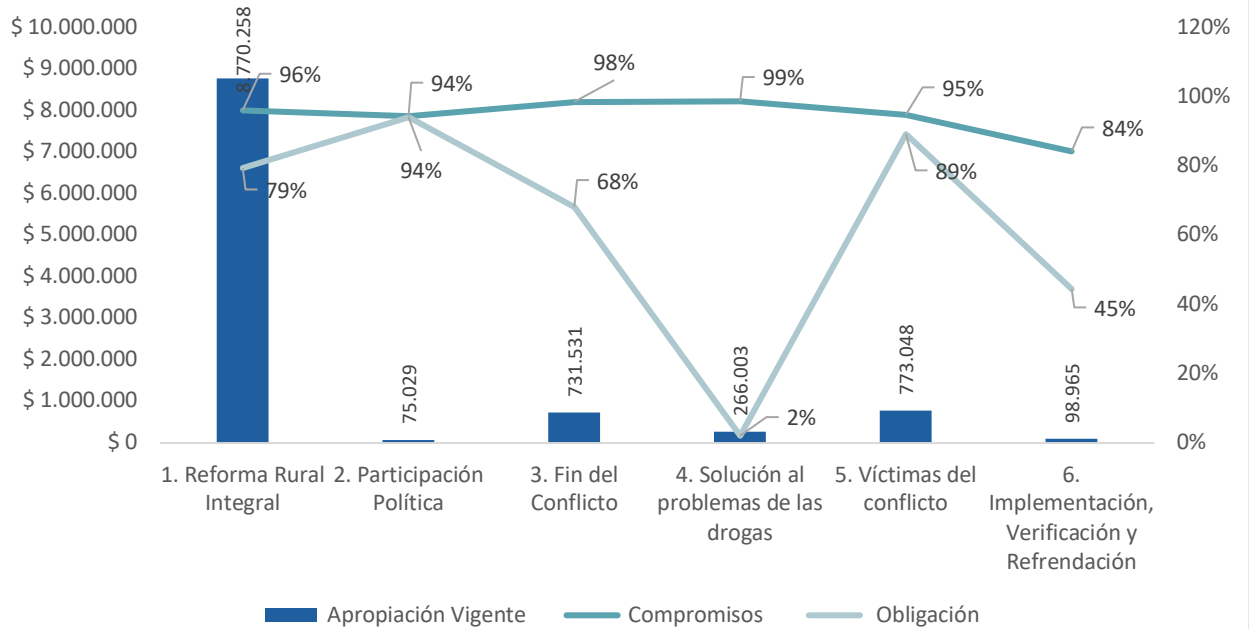 $ 10.000.000
$ 9.000.000
$ 8.000.000
$ 7.000.000
$ 6.000.000
$ 5.000.000
$ 4.000.000
$ 3.000.000
$ 2.000.000
$ 1.000.000
$ 0
120%
100%
80%
60%
40%
20%
0%
8.770.258
75.029
731.531
266.003
773.048
98.965
96%
94%
98%
99%
95%
84%
79%
94%
68%
2%
89%
45%
1. Reforma Rural
Integral
2. Participación
Política
3. Fin del
Conflicto
4. Solución al
problemas de las
drogas
5. Víctimas del
conflicto
6.
Implementación,
Verificación y
Refrendación
Apropiación Vigente
Compromisos
Obligación